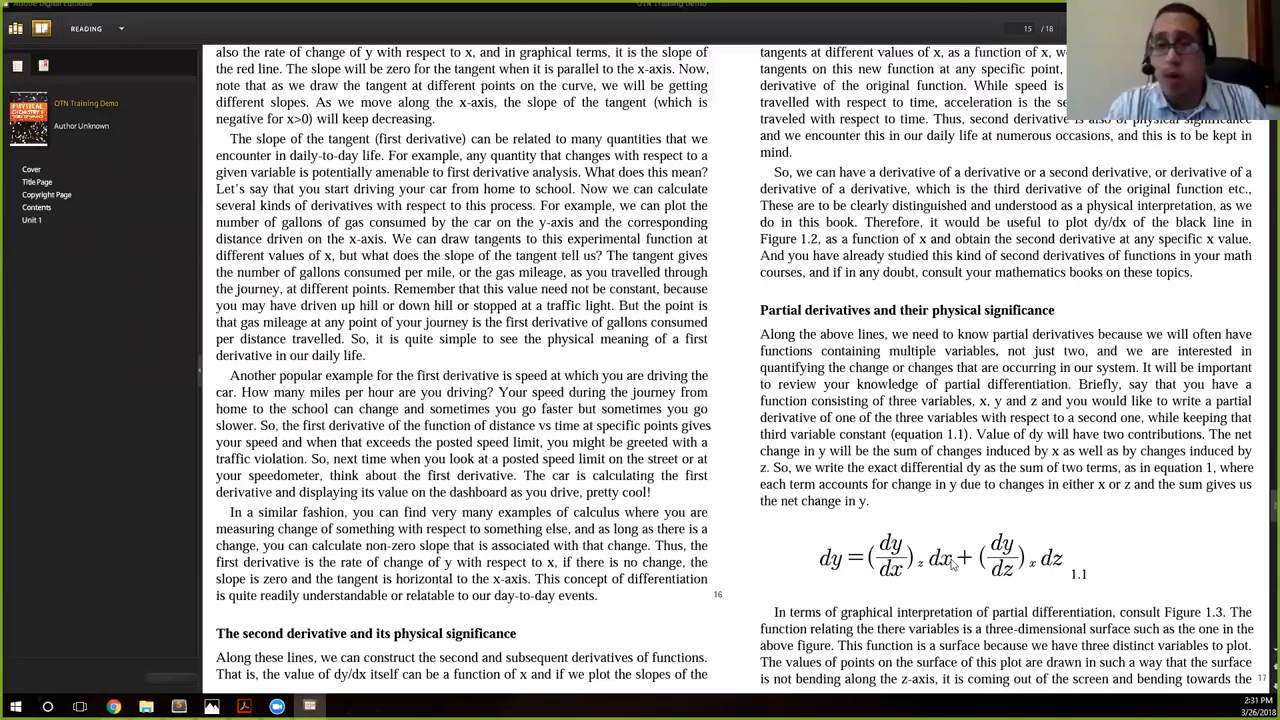 Adobe Digital Editions
OTN Training Demo
READING
15 / 18
OTN Training Demo
Author Unknown
Cover
Title Page
Copyright Page
Contents
Unit 1
also the rate of change of y with respect to x, and in graphical terms, it is the slope of
the red line. The slope will be zero for the tangent when it is parallel to the x-axis. Now,
note that as we draw the tangent at different points on the curve, we will be getting
different slopes. As we move along the x-axis, the slope of the tangent (which is
negative for x>0) will keep decreasing.
The slope of the tangent (first derivative) can be related to many quantities that we
encounter in daily-to-day life. For example, any quantity that changes with respect to a
given variable is potentially amenable to first derivative analysis. What does this mean?
Let's say that you start driving your car from home to school. Now we can calculate
several kinds of derivatives with respect to this process. For example, we can plot the
number of gallons of gas consumed by the car on the y-axis and the corresponding
distance driven on the x-axis. We can draw tangents to this experimental function at
different values of x, but what does the slope of the tangent tell us? The tangent gives
the number of gallons consumed per mile, or the gas mileage, as you travelled through
the journey, at different points. Remember that this value need not be constant, because
you may have driven up hill or down hill or stopped at a traffic light. But the point is
that gas mileage at any point of your journey is the first derivative of gallons consumed
per distance travelled. So, it is quite simple to see the physical meaning of a first
derivative in our daily life.
Another popular example for the first derivative is speed at which you are driving the
car. How many miles per hour are you driving? Your speed during the journey from
home to the school can change and sometimes you go faster but sometimes you go
slower. So, the first derivative of the function of distance vs time at specific points gives
your speed and when that exceeds the posted speed limit, you might be greeted with a
traffic violation. So, next time when you look at a posted speed limit on the street or at
your speedometer, think about the first derivative. The car is calculating the first
derivative and displaying its value on the dashboard as you drive, pretty cool!
In a similar fashion, you can find very many examples of calculus where you are
measuring change of something with respect to something else, and as long as there is a
change, you can calculate non-zero slope that is associated with that change. Thus, the
first derivative is the rate of change of y with respect to x, if there is no change, the
slope is zero and the tangent is horizontal to the x-axis. This concept of differentiation
is quite readily understandable or relatable to our day-to-day events.
16
The second derivative and its physical significance
Along these lines, we can construct the second and subsequent derivatives of functions.
That is, the value of dy/dx itself can be a function of x and if we plot the slopes of the
tangents at different values of x, as a function of x, we
tangents on this new function at any specific point,
derivative of the original function. While speed is
travelled with respect to time, acceleration is the se
traveled with respect to time. Thus, second derivative is also of physical significance
and we encounter this in our daily life at numerous occasions, and this is to be kept in
mind.
So, we can have a derivative of a derivative or a second derivative, or derivative of a
derivative of a derivative, which is the third derivative of the original function etc.,
These are to be clearly distinguished and understood as a physical interpretation, as we
do in this book. Therefore, it would be useful to plot dy/dx of the black line in
Figure 1.2, as a function of x and obtain the second derivative at any specific x value.
And you have already studied this kind of second derivatives of functions in your math
courses, and if in any doubt, consult your mathematics books on these topics.
Partial derivatives and their physical significance
Along the above lines, we need to know partial derivatives because we will often have
functions containing multiple variables, not just two, and we are interested in
quantifying the change or changes that are occurring in our system. It will be important
to review your knowledge of partial differentiation. Briefly, say that you have a
function consisting of three variables, x, y and z and you would like to write a partial
derivative of one of the three variables with respect to a second one, while keeping that
third variable constant (equation 1.1). Value of dy will have two contributions. The net
change in y will be the sum of changes induced by x as well as by changes induced by
z. So, we write the exact differential dy as the sum of two terms, as in equation 1, where
each term accounts for change in y due to changes in either x or z and the sum gives us
the net change in y.
dy = (dy/dx)z dx + (dy/dz)x dz 1.1
In terms of graphical interpretation of partial differentiation, consult Figure 1.3. The
function relating the there variables is a three-dimensional surface such as the one in the
above figure. This function is a surface because we have three distinct variables to plot.
The values of points on the surface of this plot are drawn in such a way that the surface
is not bending along the z-axis, it is coming out of the screen and bending towards the
17
2:31 PM
3/26/2018